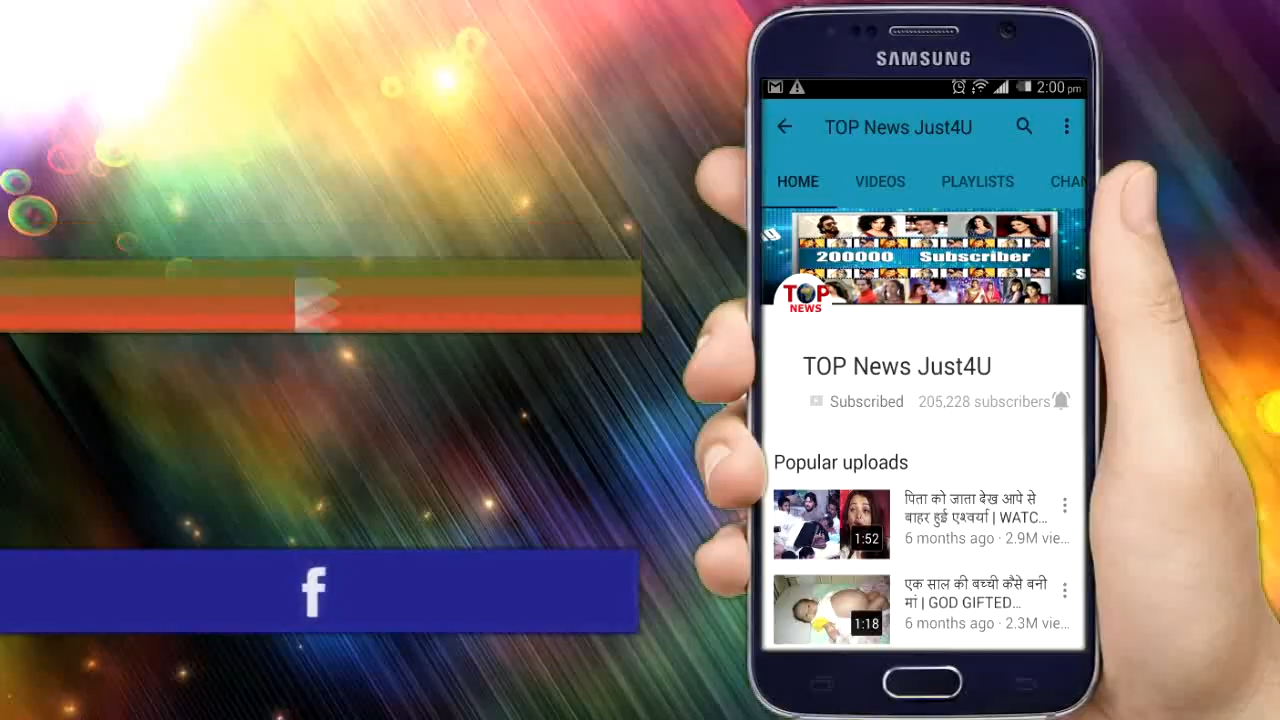 SAMSUNG
2:00 pm
TOP News Just4U
HOME VIDEOS PLAYLISTS CHAN
200000 Subscriber
TOP
NEWS
TOP News Just4U
Subscribed 205,228 subscribers
Popular uploads
पिता को जाता देख आपे से
बाहर हुई एश्वर्या | WATC...
1:52
6 months ago · 2.9M vie...
एक साल की बच्ची कैसे बनी
मां | GOD GIFTED...
1:18
6 months ago · 2.3M vie...
f